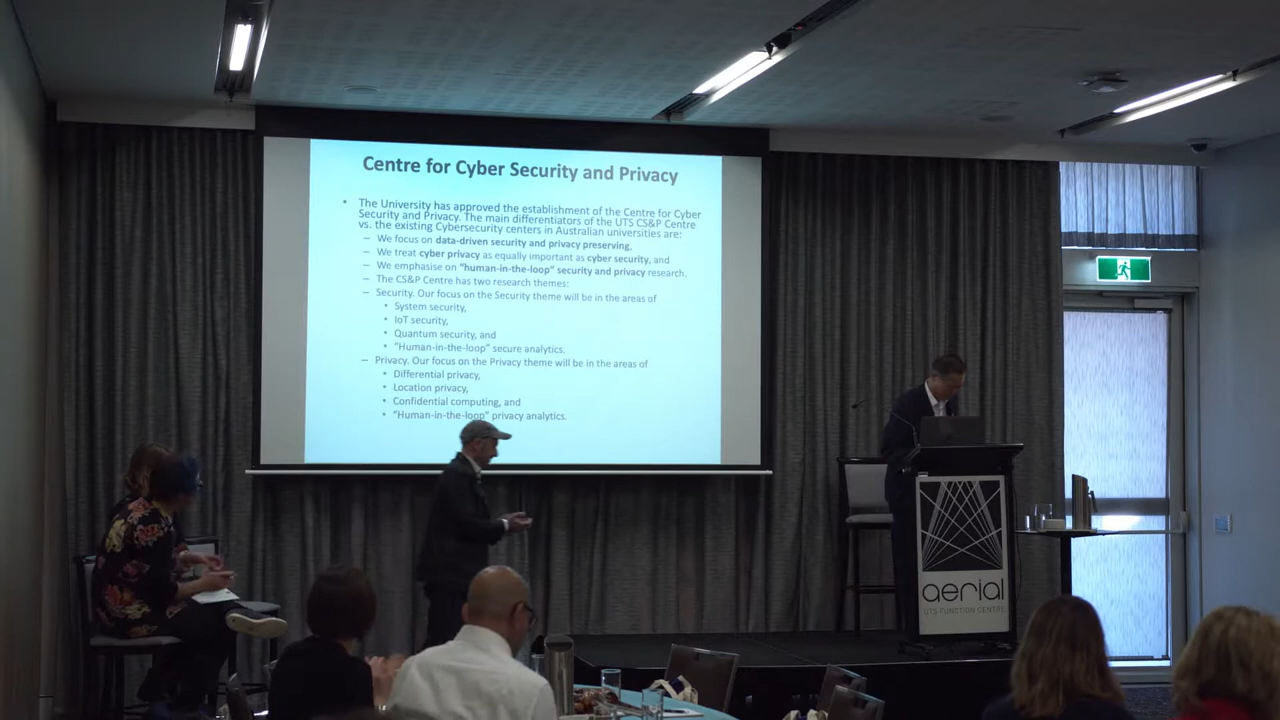 Centre for Cyber Security and Privacy
• The University has approved the establishment of the Centre for Cyber
Security and Privacy. The main differentiators of the UTS CS&P Centre
vs. the existing Cybersecurity centers in Australian universities are:
– We focus on data-driven security and privacy preserving,
– We treat cyber privacy as equally important as cyber security, and
– We emphasise on "human-in-the-loop" security and privacy research.
– The CS&P Centre has two research themes:
– Security. Our focus on the Security theme will be in the areas of
• System security,
• IoT security,
• Quantum security, and
• "Human-in-the-loop" secure analytics.
– Privacy. Our focus on the Privacy theme will be in the areas of
• Differential privacy,
• Location privacy,
• Confidential computing, and
• "Human-in-the-loop" privacy analytics.
aerial
UTS FUNCTION CENTRE